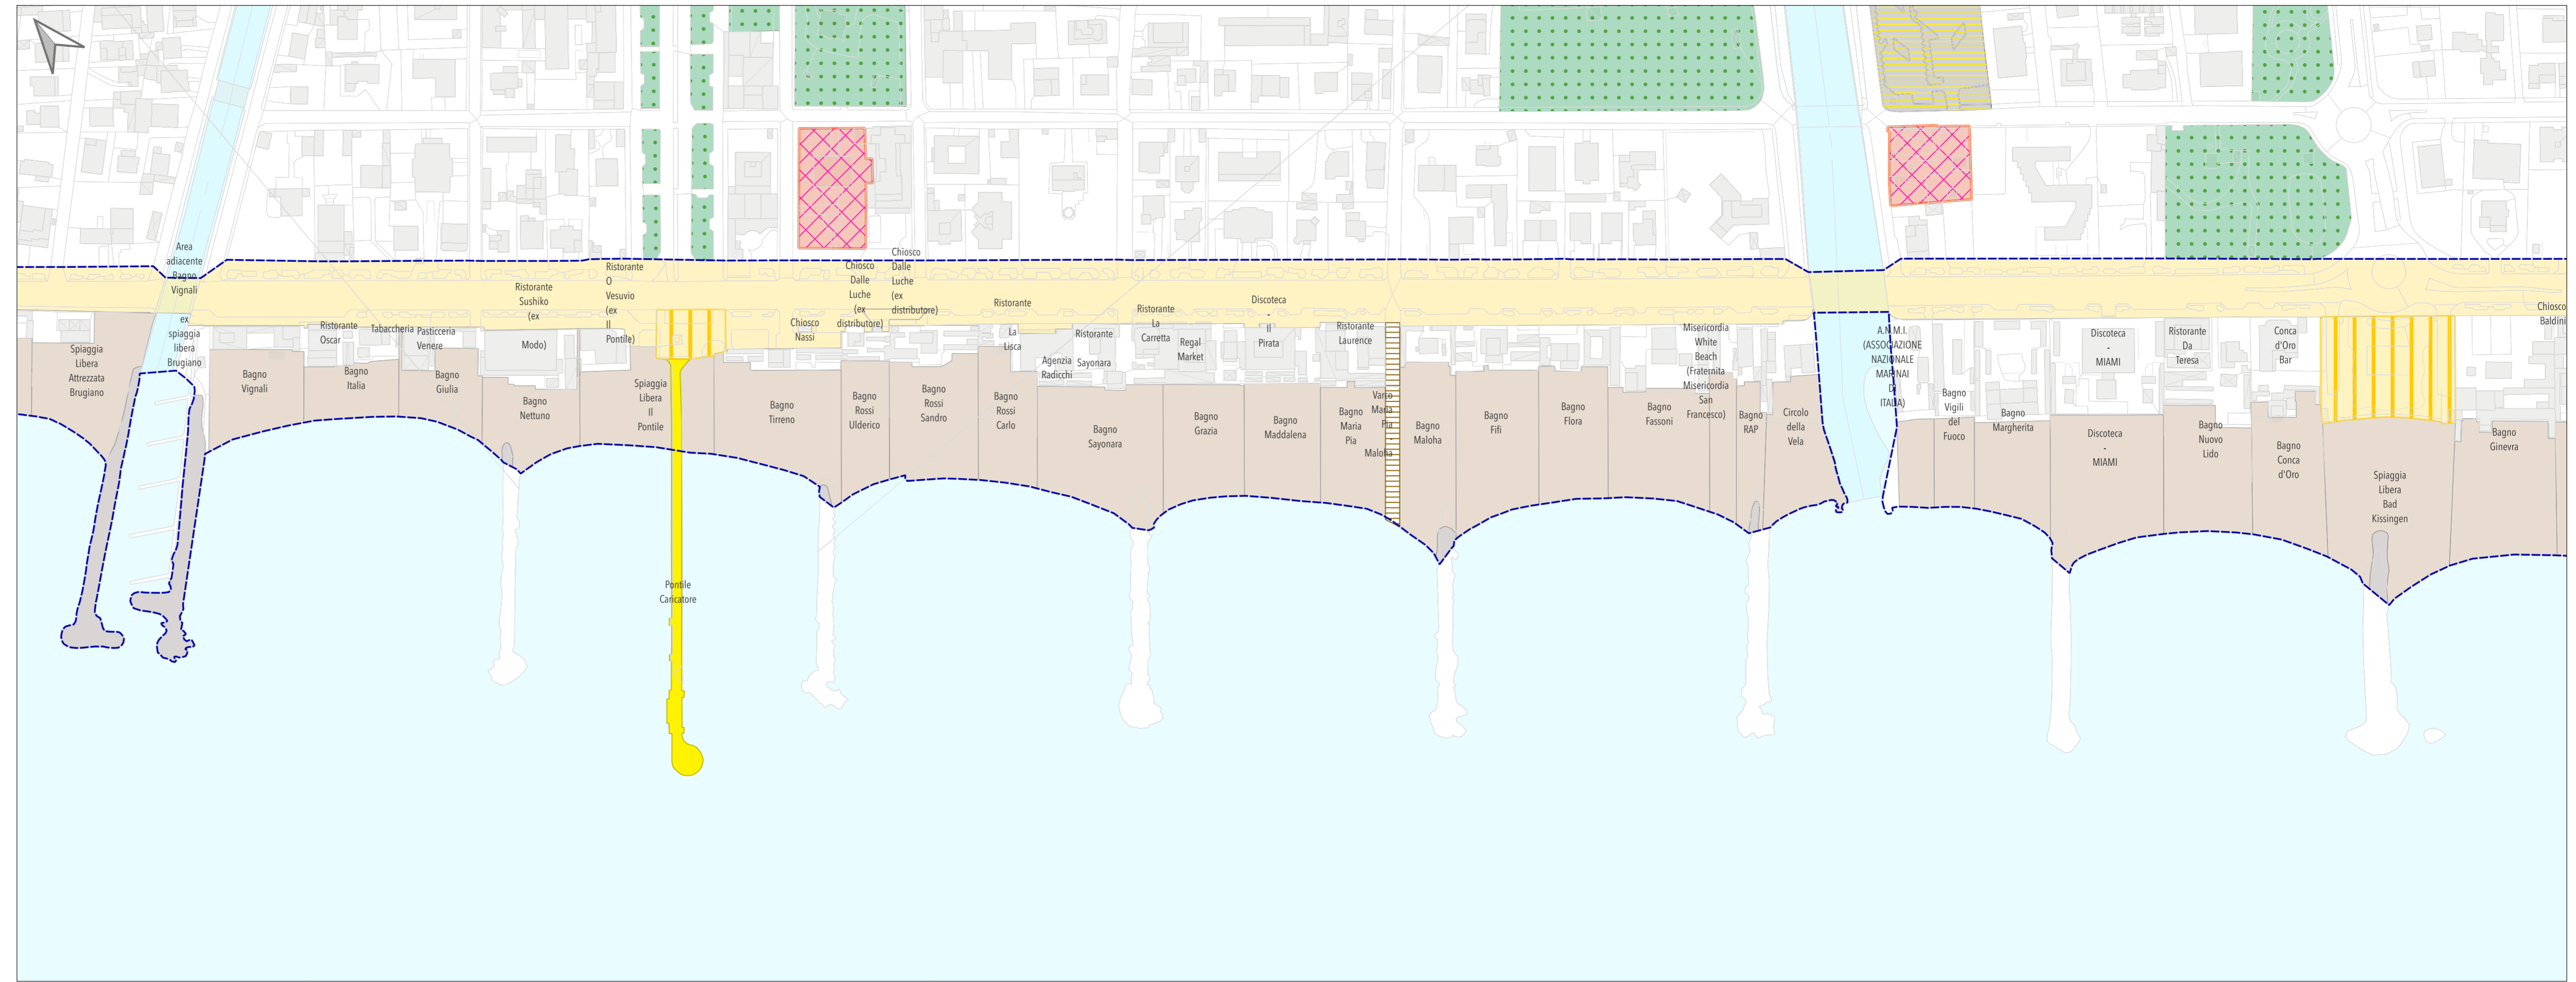 Area
adiacente
Bagno
Vignali
ex
spiaggia
libera
Brugiano
Spiaggia
Libera
Attrezzata
Brugiano
Bagno
Vignali
Ristorante
Oscar
Bagno
Italia
Tabaccheria
Pasticceria
Venere
Bagno
Giulia
Ristorante
Sushiko
(ex
Modo)
Bagno
Nettuno
Ristorante
O
Vesuvio
(ex
Il
Pontile)
Spiaggia
Libera
Il
Pontile
Pontile
Caricatore
Bagno
Tirreno
Chiosco
Nassi
Chiosco
Dalle
Luche
(ex
distributore)
Chiosco
Dalle
Luche
(ex
distributore)
Bagno
Rossi
Ulderico
Bagno
Rossi
Sandro
Ristorante
La
Lisca
Bagno
Rossi
Carlo
Agenzia
Radicchi
Ristorante
Sayonara
Bagno
Sayonara
Ristorante
La
Carretta
Regal
Market
Bagno
Grazia
Discoteca
-
Il
Pirata
Bagno
Maddalena
Ristorante
Laurence
Bagno
Maria
Pia
Varco
Maria
Pia
-
Maloha
Bagno
Maloha
Bagno
Fifi
Bagno
Flora
Bagno
Fassoni
Misericordia
White
Beach
(Fraternita
Misericordia
San
Francesco)
Bagno
RAP
Circolo
della
Vela
A.N.M.I.
(ASSOCIAZIONE
NAZIONALE
MARINAI
D'
ITALIA)
Bagno
Vigili
del
Fuoco
Bagno
Margherita
Discoteca
-
MIAMI
Discoteca
-
MIAMI
Ristorante
Da
Teresa
Bagno
Nuovo
Lido
Conca
d'Oro
Bar
Bagno
Conca
d'Oro
Spiaggia
Libera
Bad
Kissingen
Bagno
Ginevra
Chiosco
Baldini